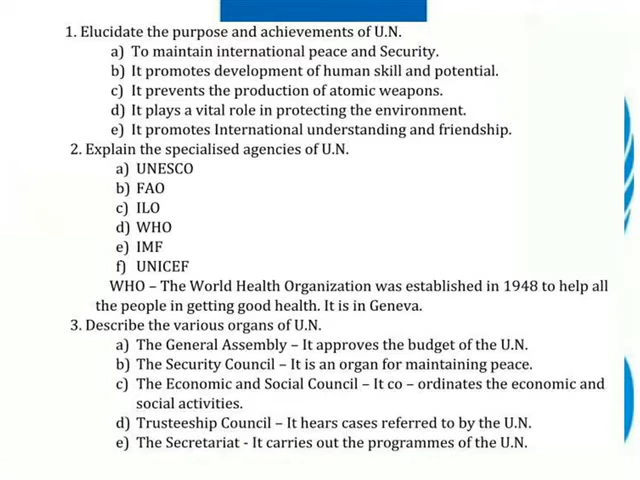 1. Elucidate the purpose and achievements of U.N.
a) To maintain international peace and Security.
b) It promotes development of human skill and potential.
c) It prevents the production of atomic weapons.
d) It plays a vital role in protecting the environment.
e) It promotes International understanding and friendship.
2. Explain the specialised agencies of U.N.
a) UNESCO
b) FAO
c) ILO
d) WHO
e) IMF
f) UNICEF
WHO – The World Health Organization was established in 1948 to help all
the people in getting good health. It is in Geneva.
3. Describe the various organs of U.N.
a) The General Assembly – It approves the budget of the U.N.
b) The Security Council – It is an organ for maintaining peace.
c) The Economic and Social Council – It co – ordinates the economic and
social activities.
d) Trusteeship Council – It hears cases referred to by the U.N.
e) The Secretariat - It carries out the programmes of the U.N.